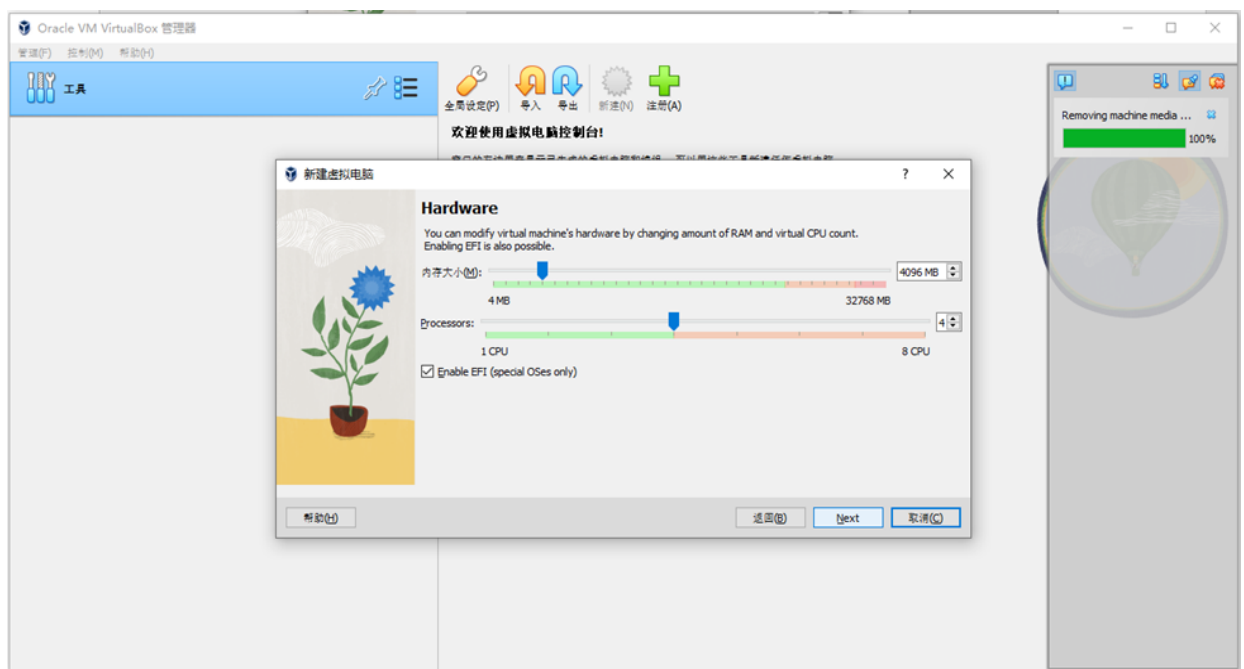 Oracle VM VirtualBox 管理器
管理(F) 控制(M) 帮助(H)
工具
全局设定(P) 导入 导出 新建(N) 注册(A)
欢迎使用虚拟电脑控制台!
Removing machine media ...
100%
新建虚拟电脑
Hardware
You can modify virtual machine's hardware by changing amount of RAM and virtual CPU count.
Enabling EFI is also possible.
内存大小(M):
4096 MB
4 MB 32768 MB
Processors:
4
1 CPU 8 CPU
Enable EFI (special OSes only)
帮助(H) 返回(B) Next 取消(C)